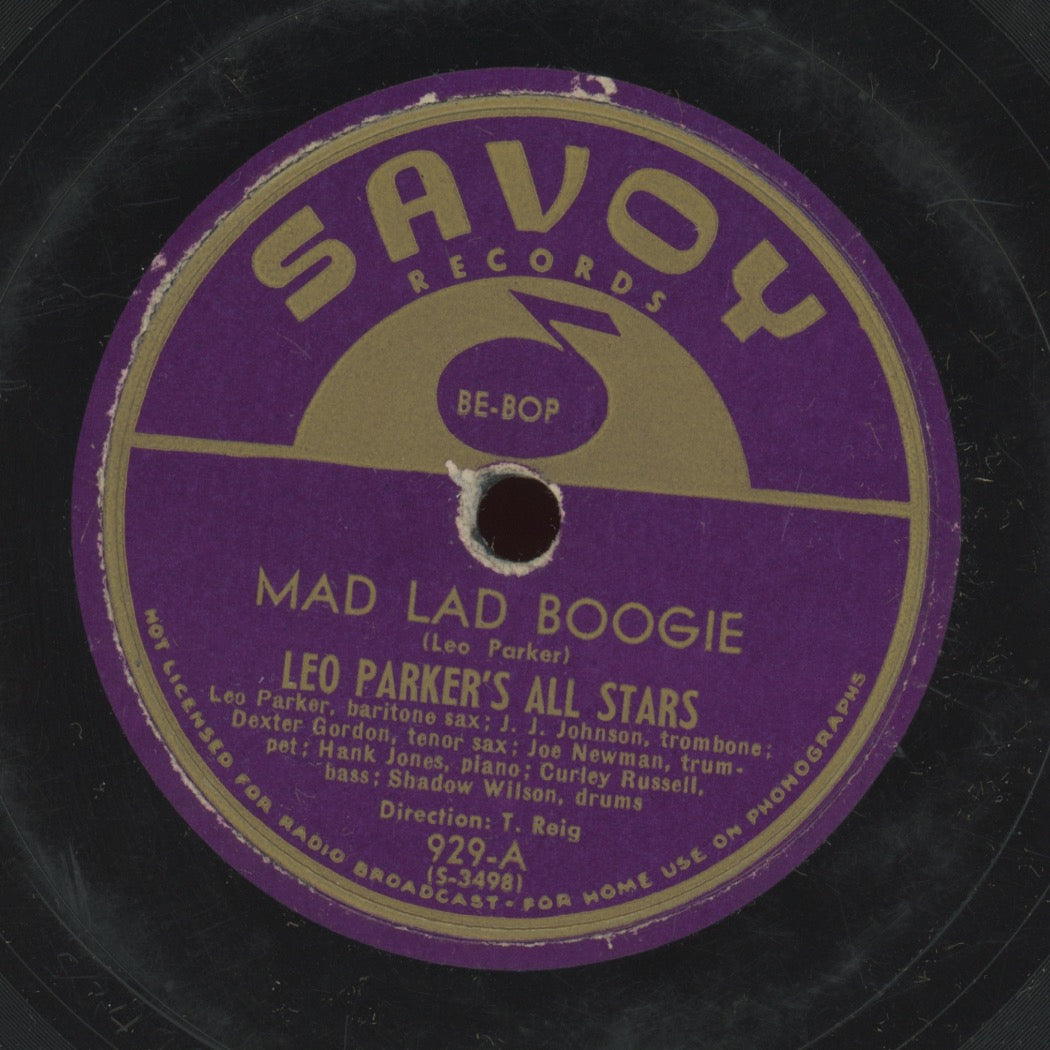 SAVOY
RECORDS
BE-BOP
MAD LAD BOOGIE
(Leo Parker)
LEO PARKER'S ALL STARS
Leo Parker, baritone sax; J. J. Johnson, trombone;
Dexter Gordon, tenor sax; Joe Newman, trum-
pet; Hank Jones, piano; Curley Russell,
bass; Shadow Wilson, drums
Direction: T. Reig
929-A
(S-3498)
NOT LICENSED FOR RADIO BROADCAST - FOR HOME USE ON PHONOGRAPHS